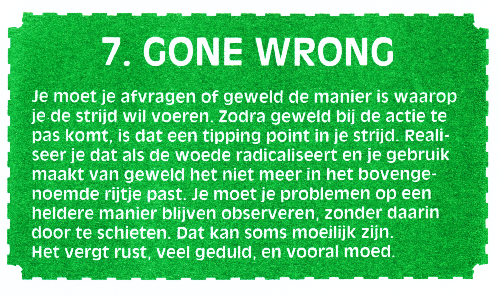 7. GONE WRONG
Je moet je afvragen of geweld de manier is waarop
je de strijd wil voeren. Zodra geweld bij de actie te
pas komt, is dat een tipping point in je strijd. Reali-
seer je dat als de woede radicaliseert en je gebruik
maakt van geweld het niet meer in het bovenge-
noemde rijtje past. Je moet je problemen op een
heldere manier blijven observeren, zonder daarin
door te schieten. Dat kan soms moeilijk zijn.
Het vergt rust, veel geduld, en vooral moed.